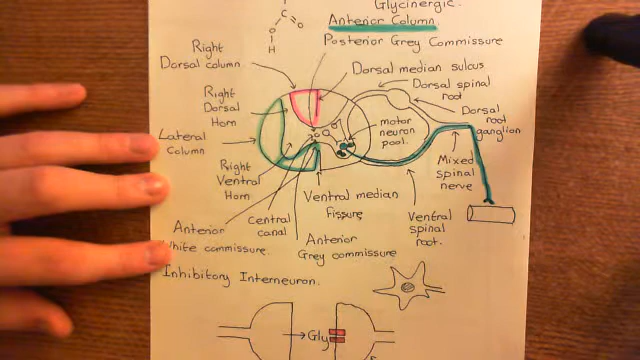 Glycinergic.
C
O
O
H
Anterior Column.
Posterior Grey Commissure
Right
Dorsal column.
Dorsal median sulcus
Dorsal spinal
root
Right
Dorsal
Horn
Dorsal
root
ganglion
motor
neuron
pool.
Lateral
Column
Mixed
spinal
nerve
Right
Ventral
Horn
Ventral median
fissure
Ventral
spinal
root.
Central
canal
Anterior
White commissure.
Anterior
Grey commissure
Inhibitory Interneuron.
Gly